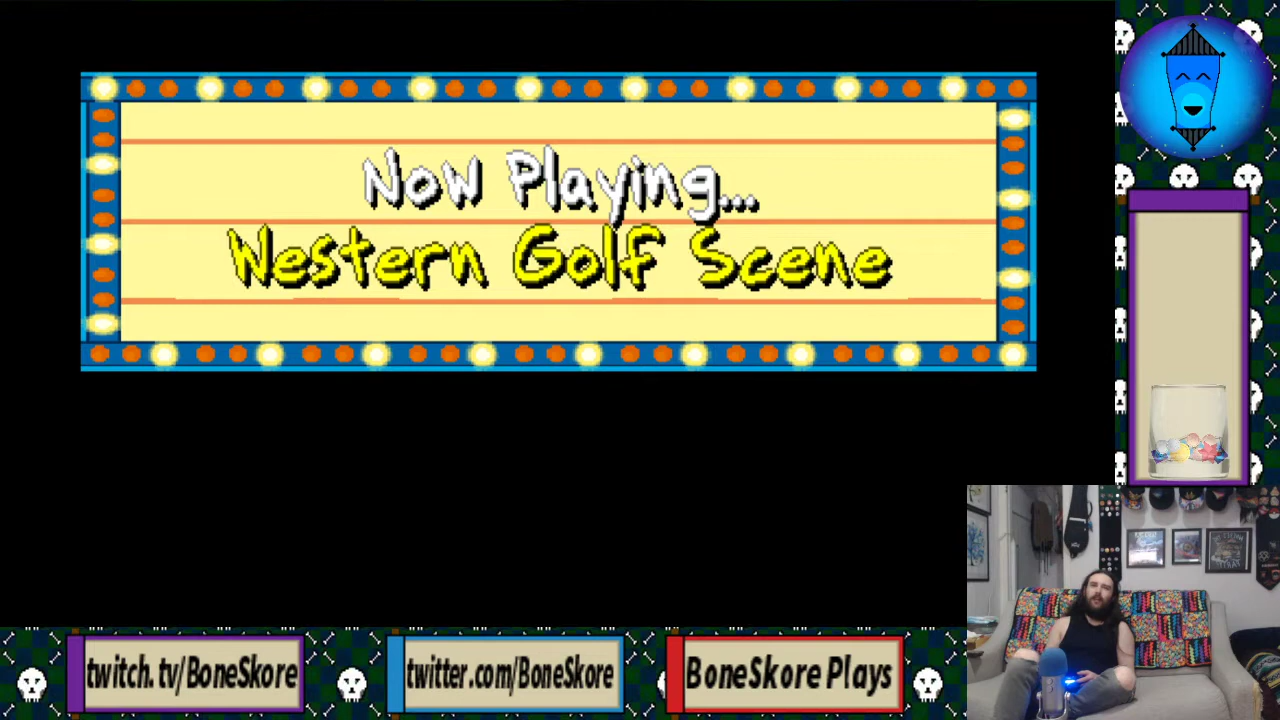 Now Playing...
Western Golf Scene
twitch.tv/BoneSkore
twitter.com/BoneSkore
BoneSkore Plays